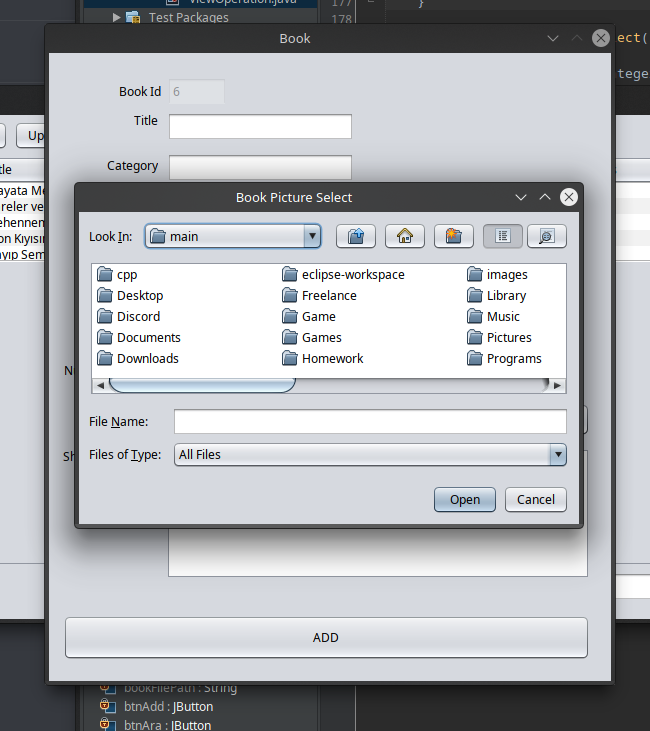 viewOperation.java
177 }
Test Packages
178
Book
ect(
Book Id 6
tege
Title
Up
Category
tle
ayata Me
Book Picture Select
ireler ve
ehennem
Look In: main
on Kıyısın
ayıp Sem
cpp eclipse-workspace images
Desktop Freelance Library
Discord Game Music
Documents Games Pictures
Downloads Homework Programs
N
File Name:
Sh
Files of Type: All Files
Open Cancel
ADD
bookFilePath : String
btnAdd : JButton
btnAra : JButton